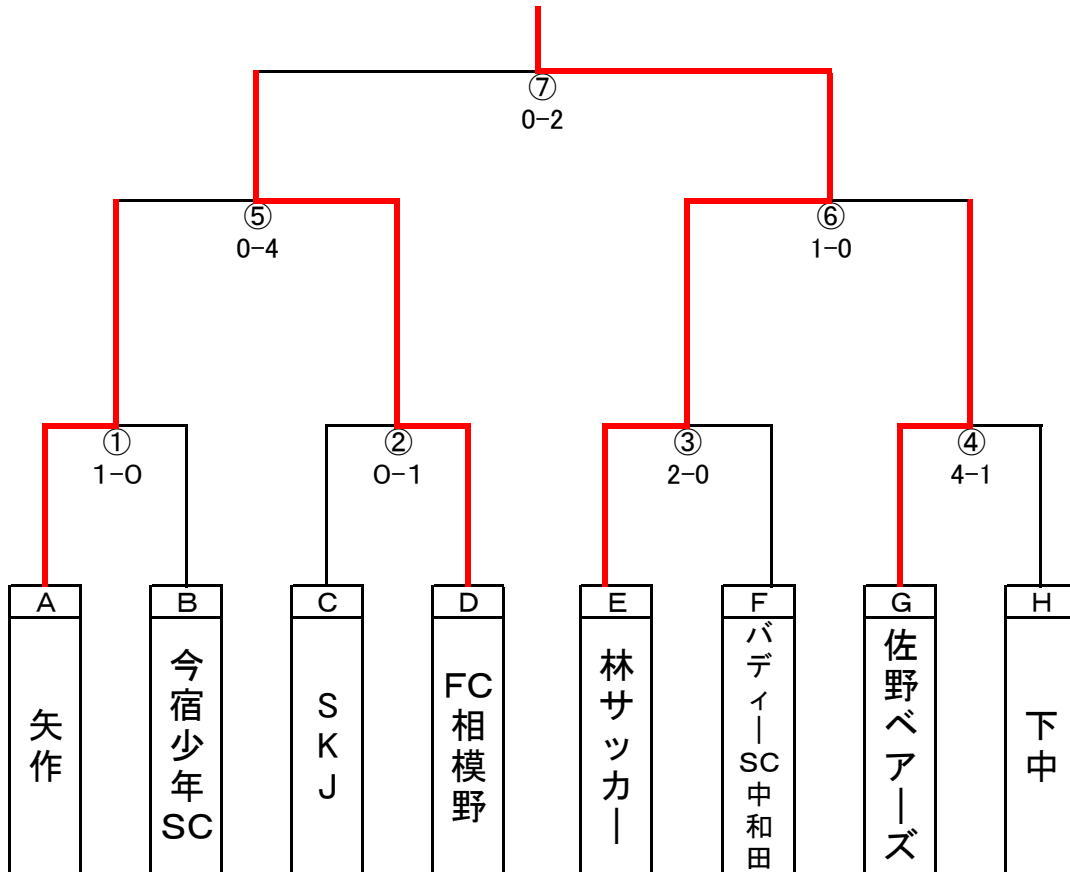 ⑦
0-2
⑤
0-4
⑥
1-0
①
1-0
②
0-1
③
2-0
④
4-1
A
B
C
D
E
F
G
H
矢作
今宿少年SC
SKJ
FC相模野
林サッカー
バディーSC中和田
佐野ベアーズ
下中